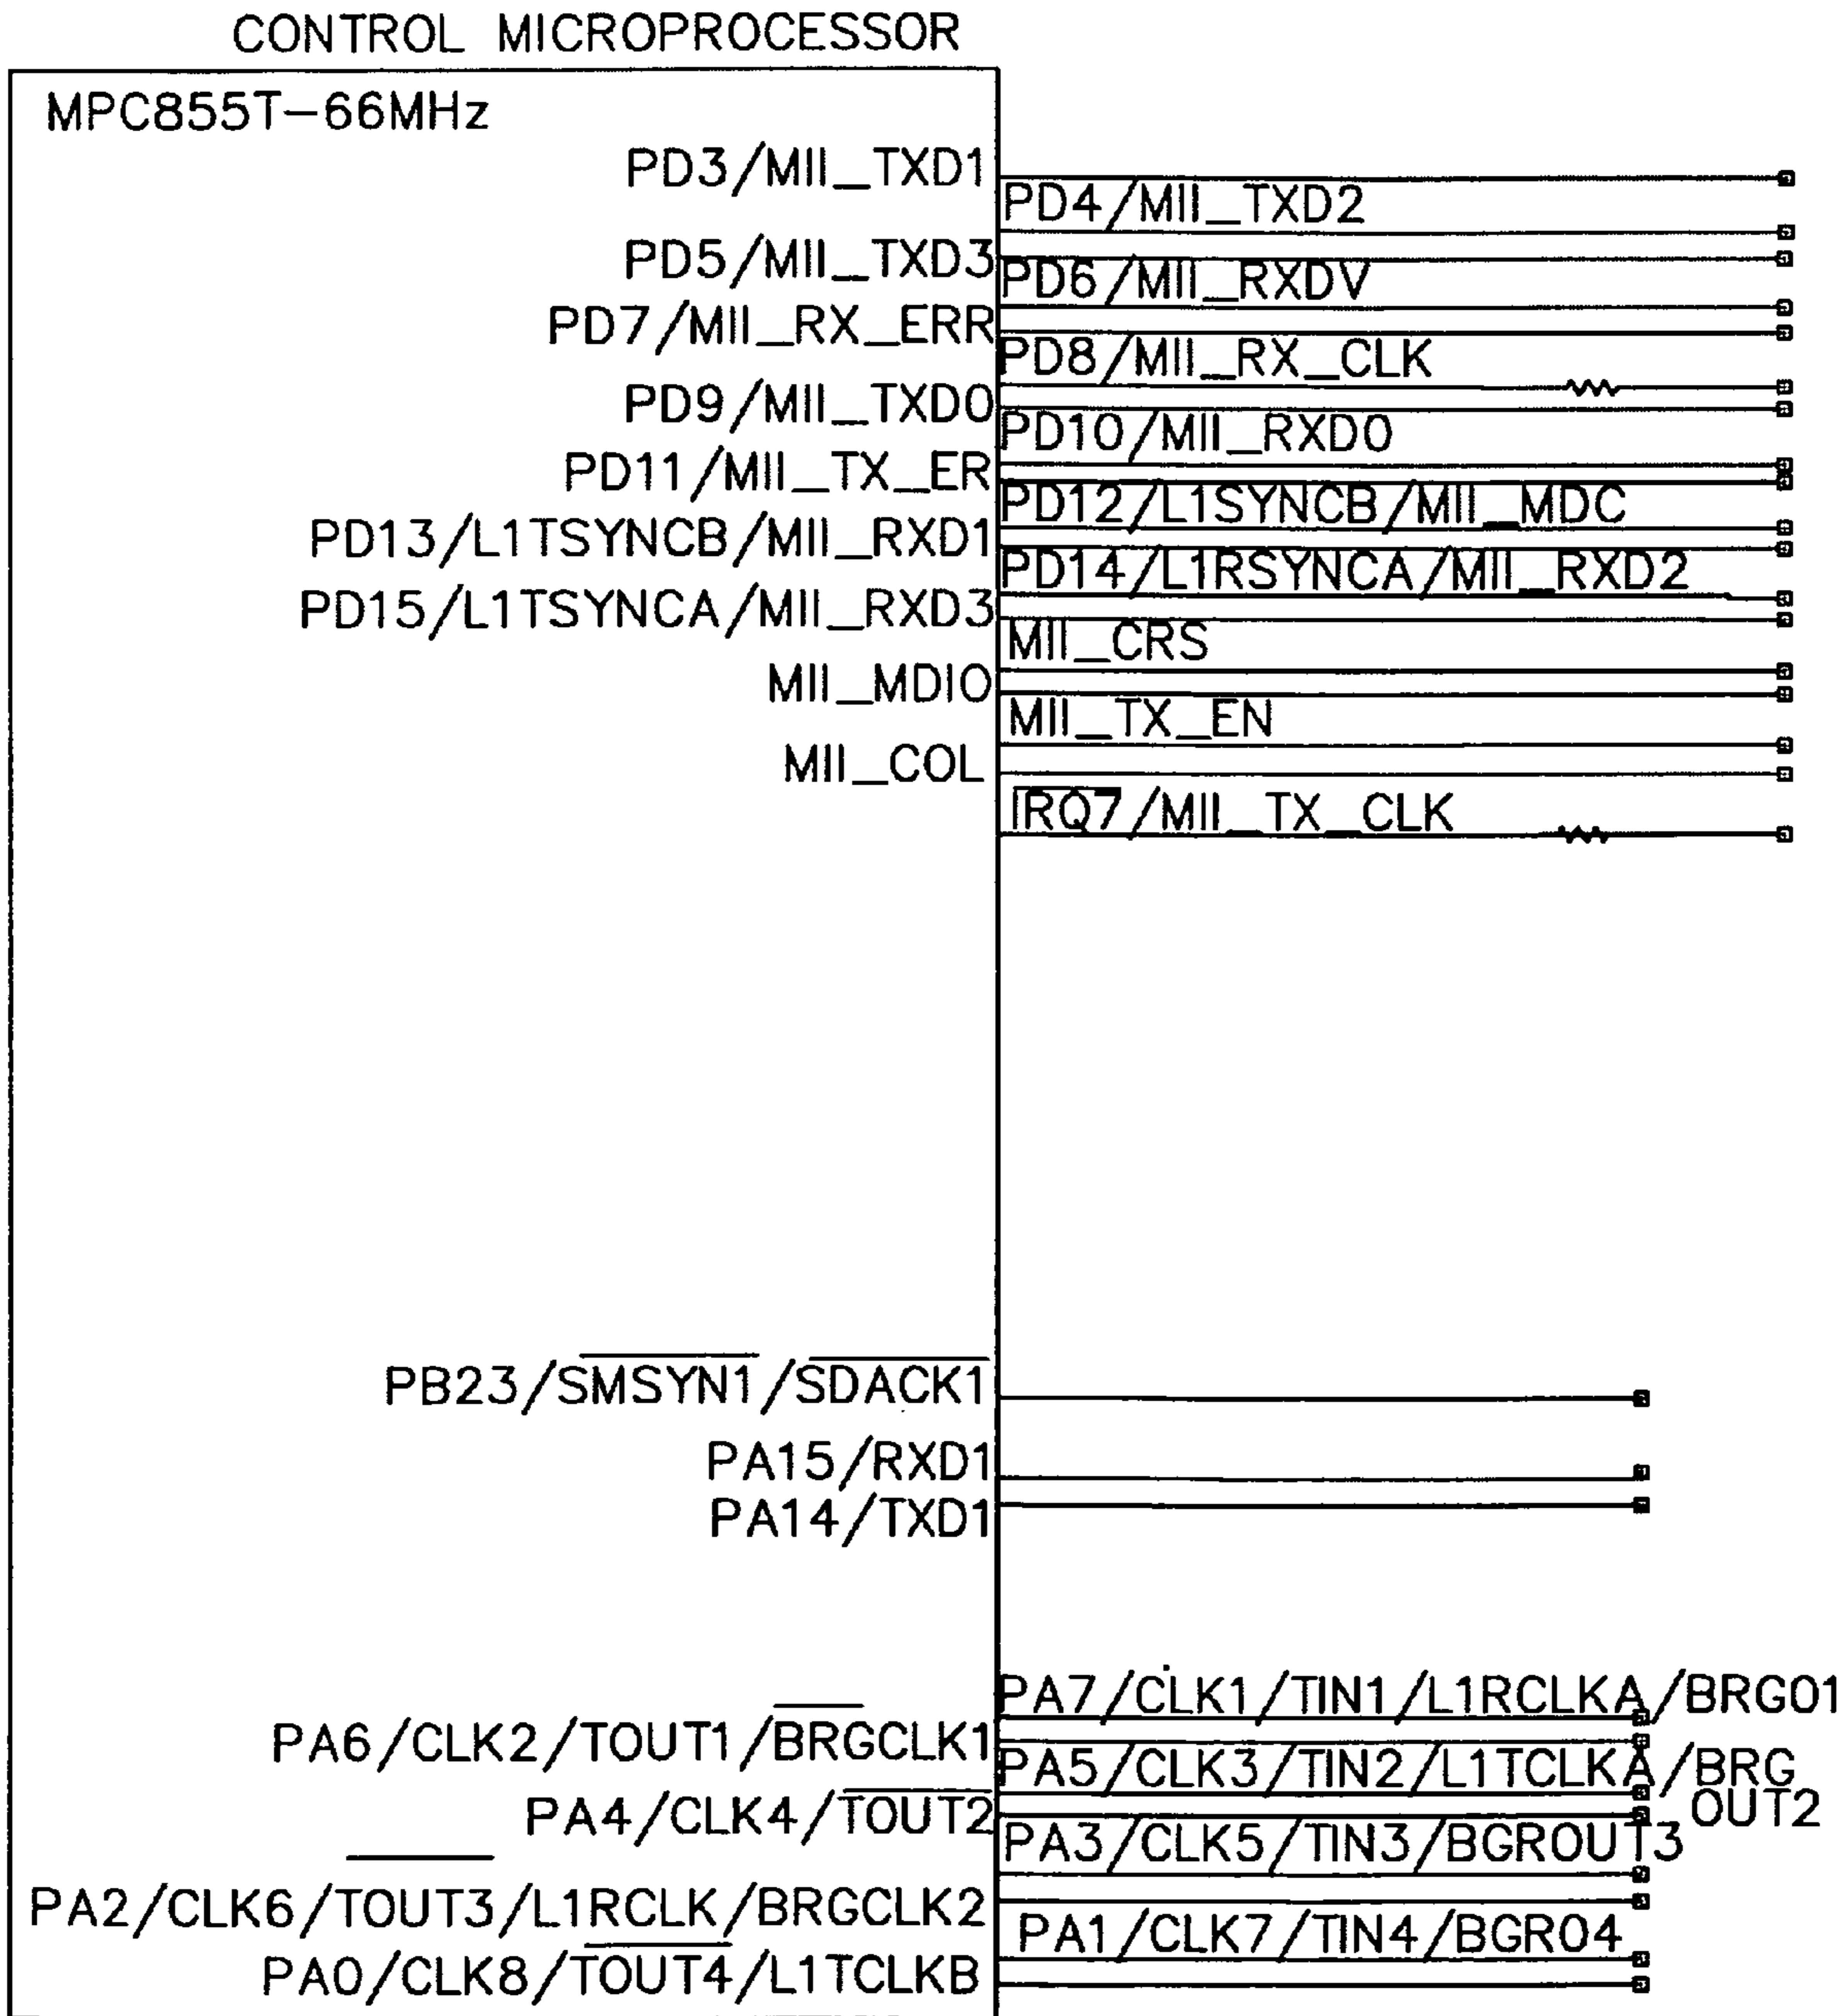 CONTROL MICROPROCESSOR
MPC855T-66MHz
PD3/MII_TXD1
PD4/MII_TXD2
PD5/MII_TXD3
PD6/MII_RXDV
PD7/MII_RX_ERR
PD8/MII_RX_CLK
PD9/MII_TXD0
PD10/MII_RXD0
PD11/MII_TX_ER
PD12/L1SYNCB/MII_MDC
PD13/L1TSYNCB/MII_RXD1
PD14/L1RSYNCA/MII_RXD2
PD15/L1TSYNCA/MII_RXD3
MII_CRS
MII_MDIO
MII_TX_EN
MII_COL
IRQ7/MII_TX_CLK
PB23/SMSYN1/SDACK1
PA15/RXD1
PA14/TXD1
PA7/CLK1/TIN1/L1RCLKA/BRGO1
PA6/CLK2/TOUT1/BRGCLK1
PA5/CLK3/TIN2/L1TCLKA/BRG
OUT2
PA4/CLK4/TOUT2
PA3/CLK5/TIN3/BGROUT3
PA2/CLK6/TOUT3/L1RCLK/BRGCLK2
PA1/CLK7/TIN4/BGRO4
PA0/CLK8/TOUT4/L1TCLKB